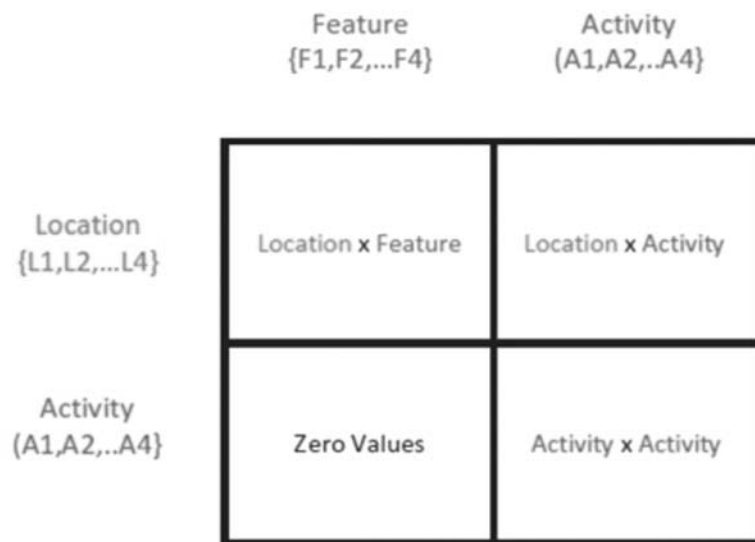 Feature
{F1,F2,...F4}
Activity
(A1,A2,..A4}
Location
{L1,L2,...L4}
Location x Feature
Location x Activity
Activity
(A1,A2,..A4}
Zero Values
Activity x Activity